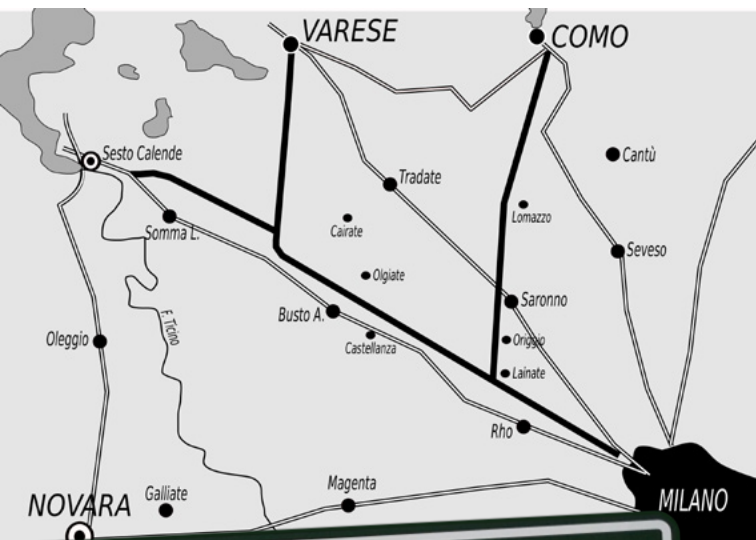 VARESE
COMO
Sesto Calende
Cantù
Tradate
Lomazzo
Somma L.
Cairate
Seveso
Olgiate
Saronno
Busto A.
F. Ticino
Oleggio
Castellanza
Origgio
Lainate
Rho
Magenta
Galliate
NOVARA
MILANO